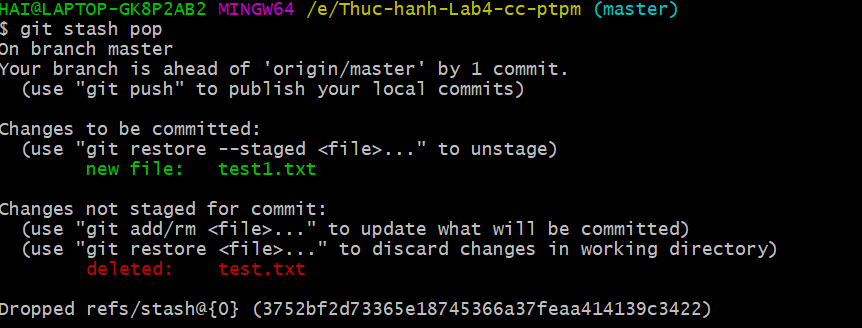 HAI@LAPTOP-GK8P2AB2 MINGW64 /e/Thuc-hanh-Lab4-cc-ptpm (master)
$ git stash pop
On branch master
Your branch is ahead of 'origin/master' by 1 commit.
  (use "git push" to publish your local commits)

Changes to be committed:
  (use "git restore --staged <file>..." to unstage)
        new file:   test1.txt

Changes not staged for commit:
  (use "git add/rm <file>..." to update what will be committed)
  (use "git restore <file>..." to discard changes in working directory)
        deleted:    test.txt

Dropped refs/stash@{0} (3752bf2d73365e18745366a37feaa414139c3422)